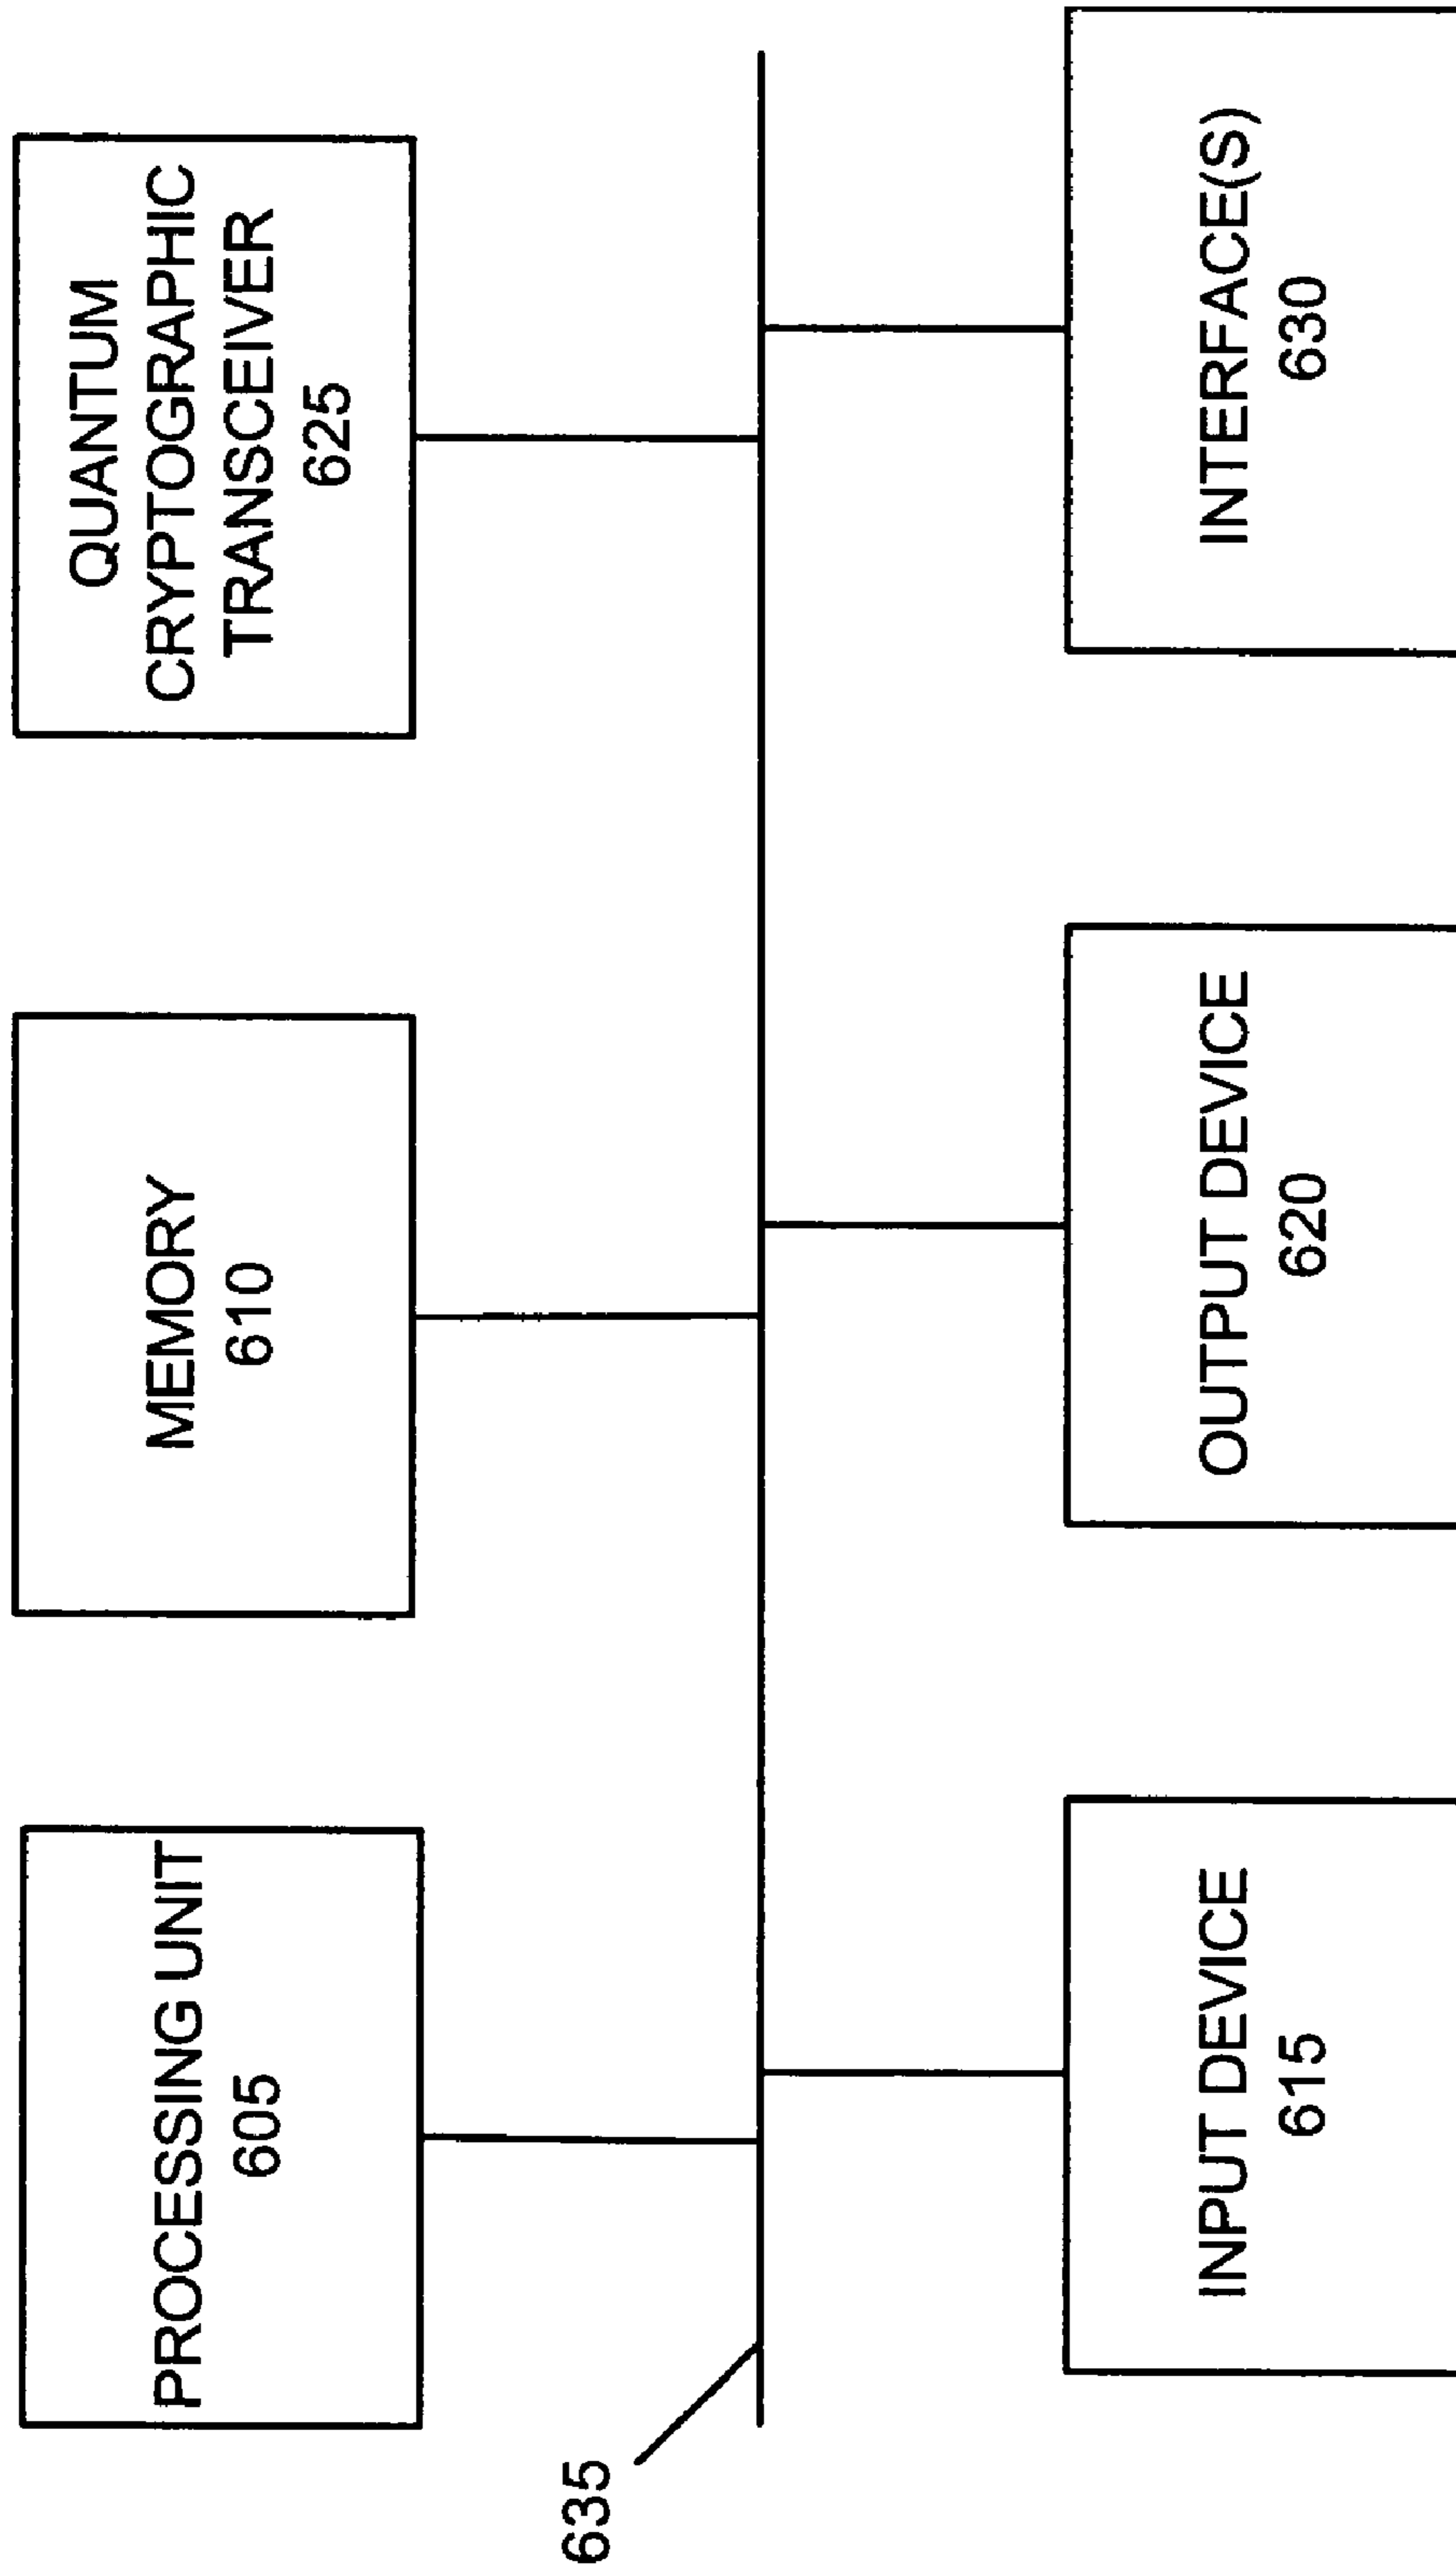 PROCESSING UNIT
605
MEMORY
610
QUANTUM
CRYPTOGRAPHIC
TRANSCEIVER
625
635
INPUT DEVICE
615
OUTPUT DEVICE
620
INTERFACE(S)
630